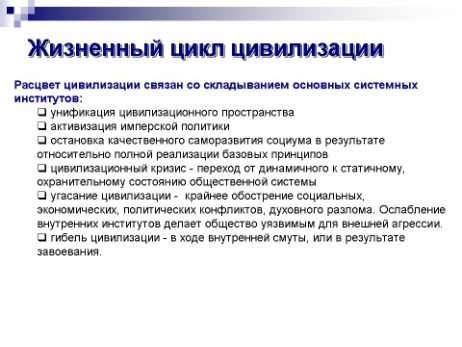 Жизненный цикл цивилизации
Расцвет цивилизации связан со складыванием основных системных
институтов:
❑ унификация цивилизационного пространства
❑ активизация имперской политики
❑ остановка качественного саморазвития социума в результате
относительно полной реализации базовых принципов
❑ цивилизационный кризис - переход от динамичного к статичному,
охранительному состоянию общественной системы
❑ угасание цивилизации - крайнее обострение социальных,
экономических, политических конфликтов, духовного разлома. Ослабление
внутренних институтов делает общество уязвимым для внешней агрессии.
❑ гибель цивилизации - в ходе внутренней смуты, или в результате
завоевания.